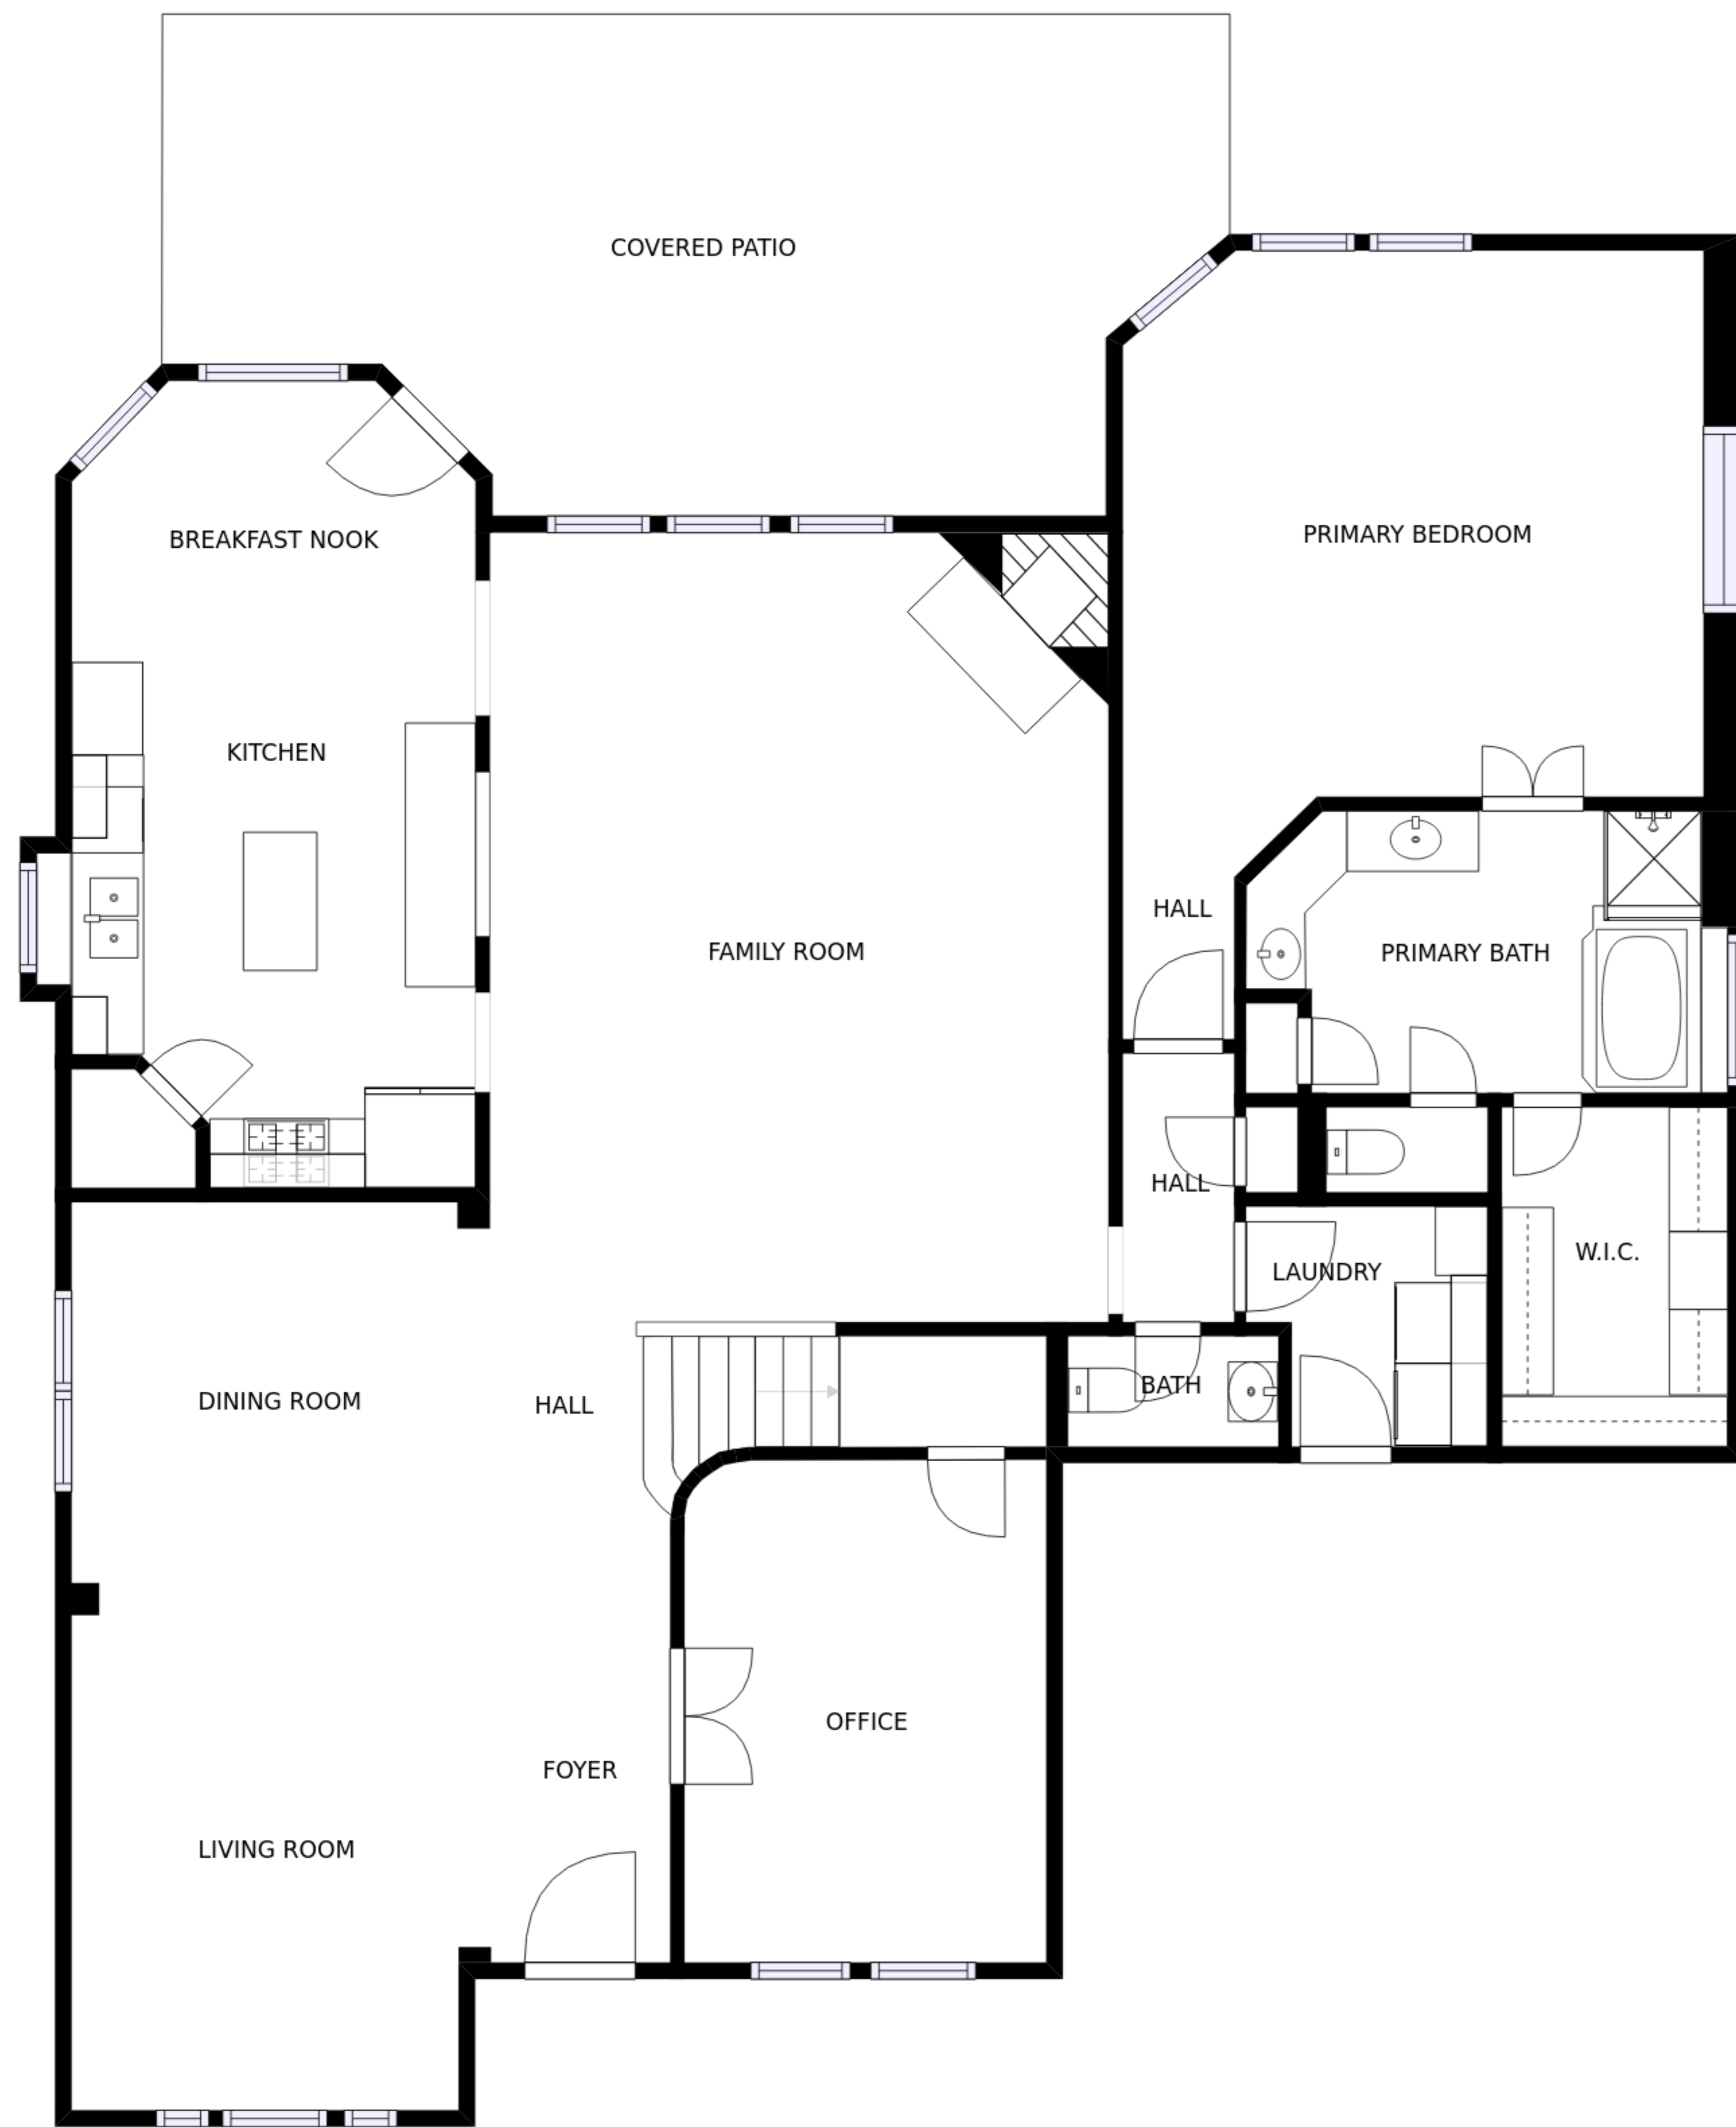 COVERED PATIO
BREAKFAST NOOK
PRIMARY BEDROOM
KITCHEN
HALL
FAMILY ROOM
PRIMARY BATH
HALL
W.I.C.
LAUNDRY
BATH
DINING ROOM
HALL
OFFICE
FOYER
LIVING ROOM